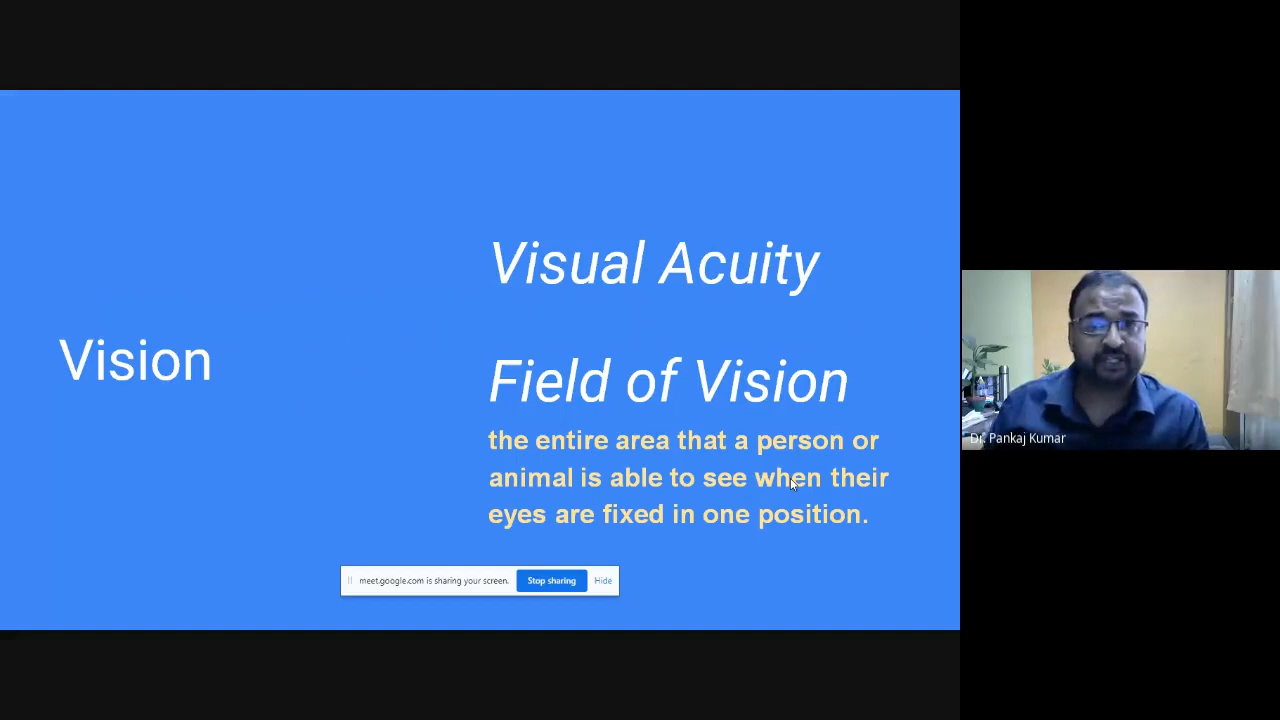 Visual Acuity
Vision
Field of Vision
the entire area that a person or
animal is able to see when their
eyes are fixed in one position.
meet.google.com is sharing your screen. Stop sharing Hide
Dr. Pankaj Kumar